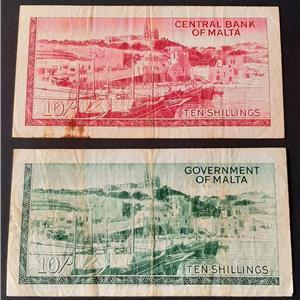 CENTRAL BANK
OF MALTA
10/-
TEN SHILLINGS
GOVERNMENT
OF MALTA
10/-
TEN SHILLINGS